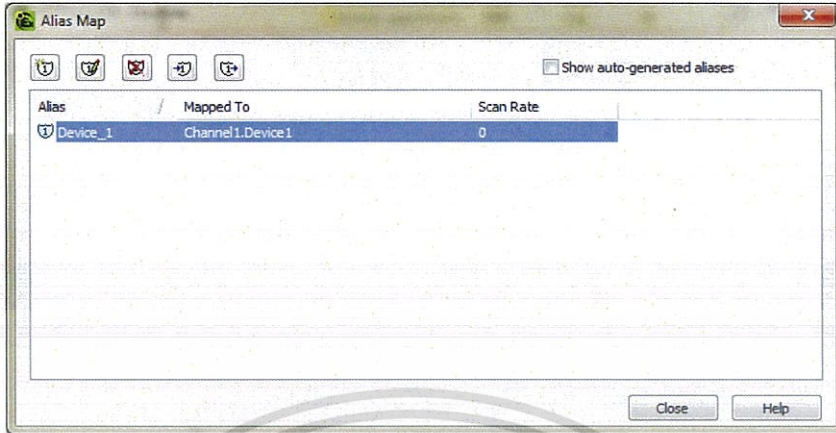 Alias Map
Show auto-generated aliases
Alias / Mapped To Scan Rate
Device_1 Channel1.Device1 0
Close Help